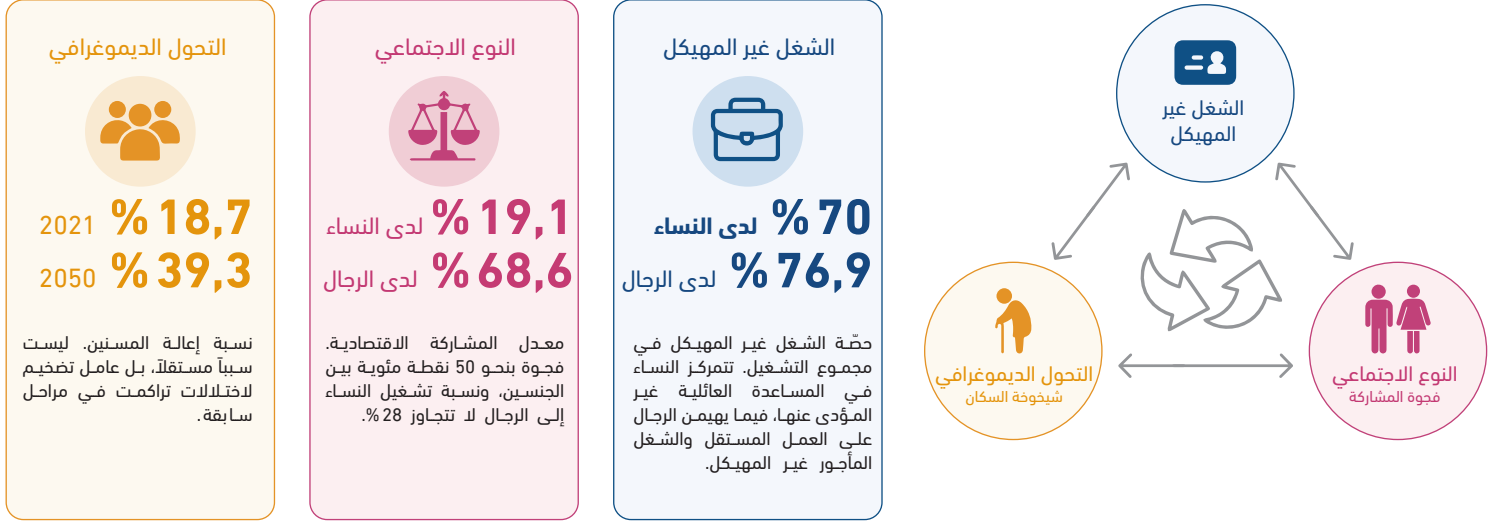 الشغل غير
المهيكل
النوع الاجتماعي
فجوة المشاركة
التحول الديموغرافي
شيخوخة السكان
الشغل غير المهيكل
70 % لدى النساء
76,9 % لدى الرجال
حصّة الشغل غير المهيكل في
مجموع التشغيل. تتمركز النساء
في المساعدة العائلية غير
المؤدى عنها، فيما يهيمن الرجال
على العمل المستقل والشغل
المأجور غير المهيكل.
النوع الاجتماعي
19,1 % لدى النساء
68,6 % لدى الرجال
معدل المشاركة الاقتصادية.
فجوة بنحو 50 نقطة مئوية بين
الجنسين، ونسبة تشغيل النساء
إلى الرجال لا تتجاوز 28 %.
التحول الديموغرافي
18,7 % 2021
39,3 % 2050
نسبة إعالة المسنين. ليست
سبباً مستقلاً، بل عامل تضخيم
لاختلالات تراكمت في مراحل
سابقة.